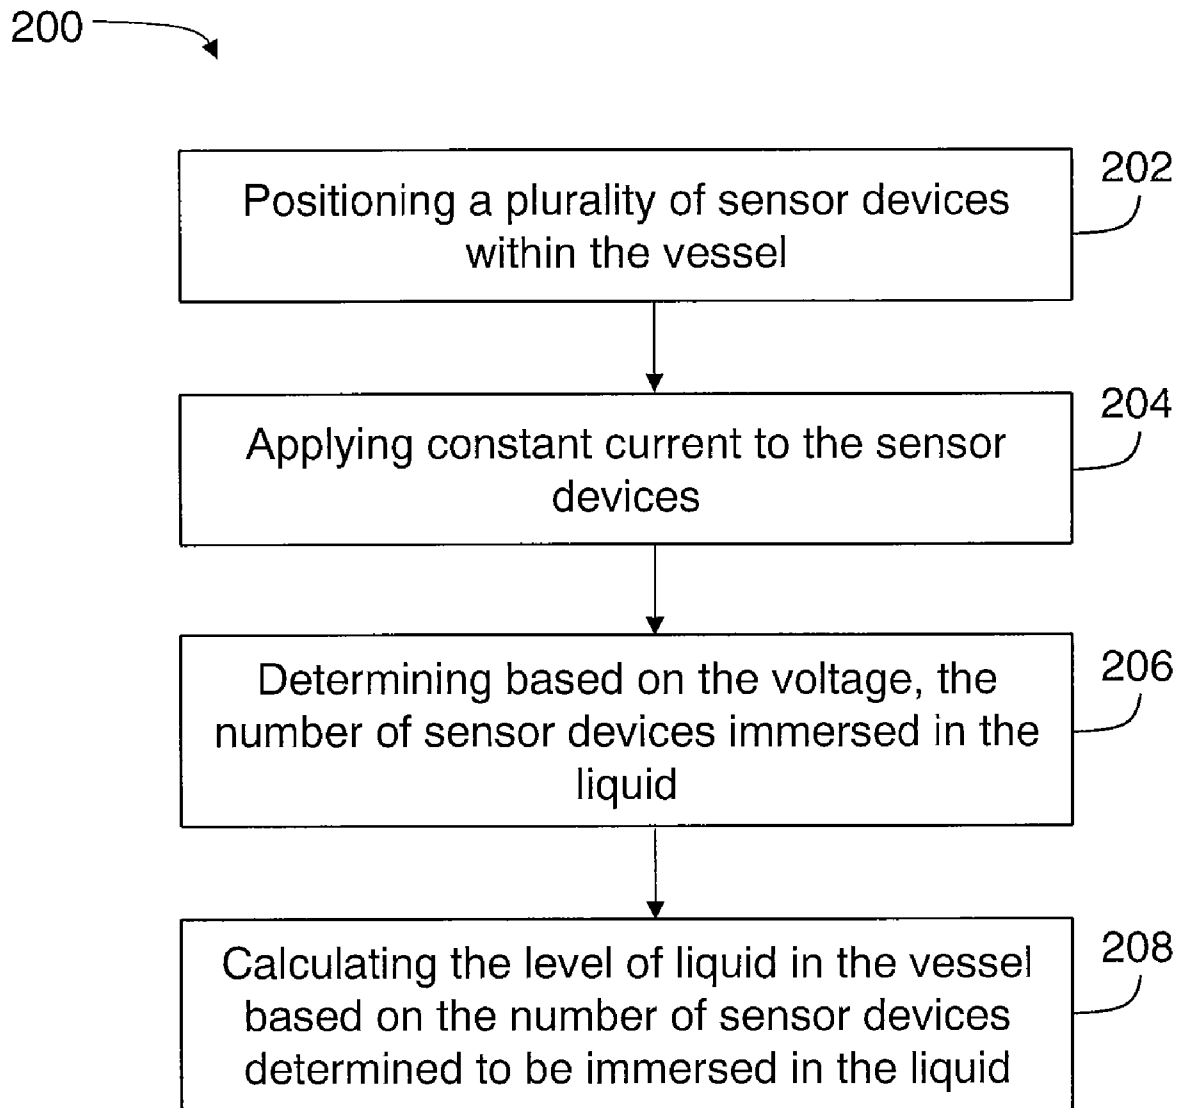 200
202
Positioning a plurality of sensor devices
within the vessel
204
Applying constant current to the sensor
devices
206
Determining based on the voltage, the
number of sensor devices immersed in the
liquid
208
Calculating the level of liquid in the vessel
based on the number of sensor devices
determined to be immersed in the liquid